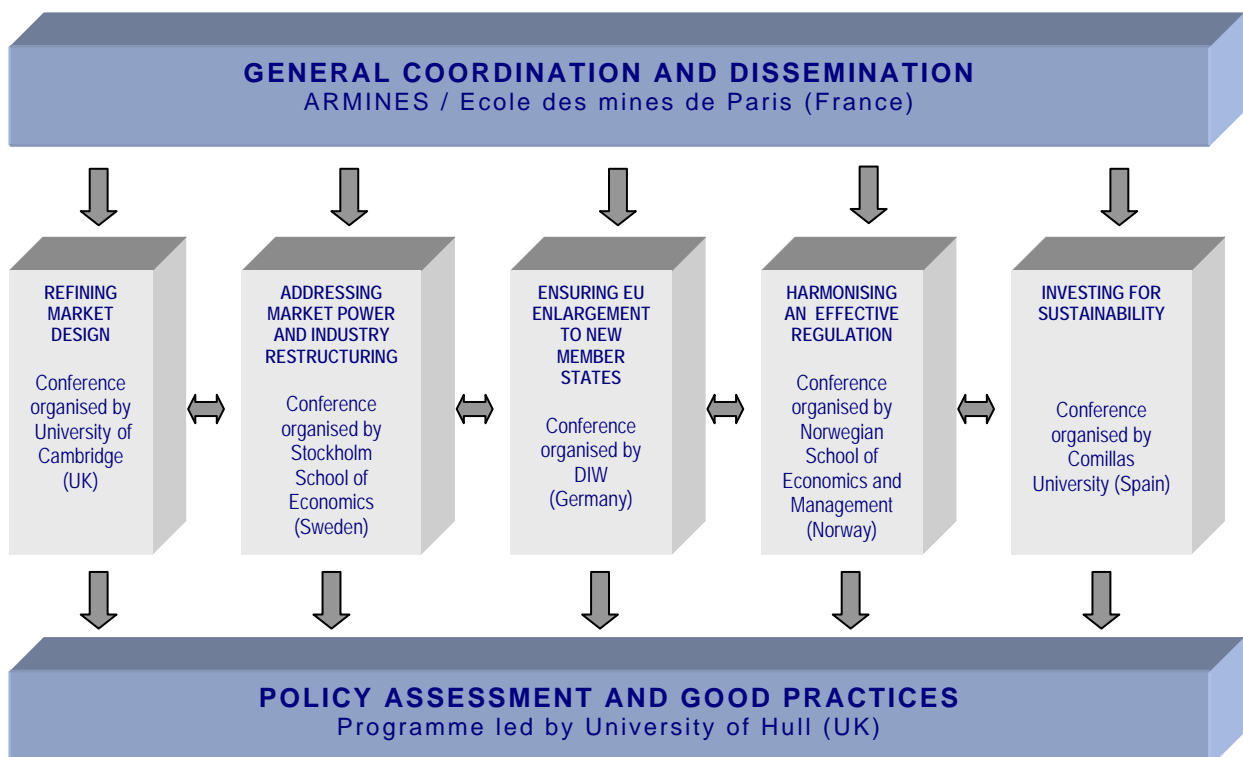 GENERAL COORDINATION AND DISSEMINATION
ARMINES / Ecole des mines de Paris (France)
REFINING
MARKET
DESIGN
Conference
organised by
University of
Cambridge
(UK)
ADDRESSING
MARKET POWER
AND INDUSTRY
RESTRUCTURING
Conference
organised by
Stockholm
School of
Economics
(Sweden)
ENSURING EU
ENLARGEMENT
TO NEW
MEMBER
STATES
Conference
organised by
DIW
(Germany)
HARMONISING
AN EFFECTIVE
REGULATION
Conference
organised by
Norwegian
School of
Economics and
Management
(Norway)
INVESTING FOR
SUSTAINABILITY
Conference
organised by
Comillas
University (Spain)
POLICY ASSESSMENT AND GOOD PRACTICES
Programme led by University of Hull (UK)